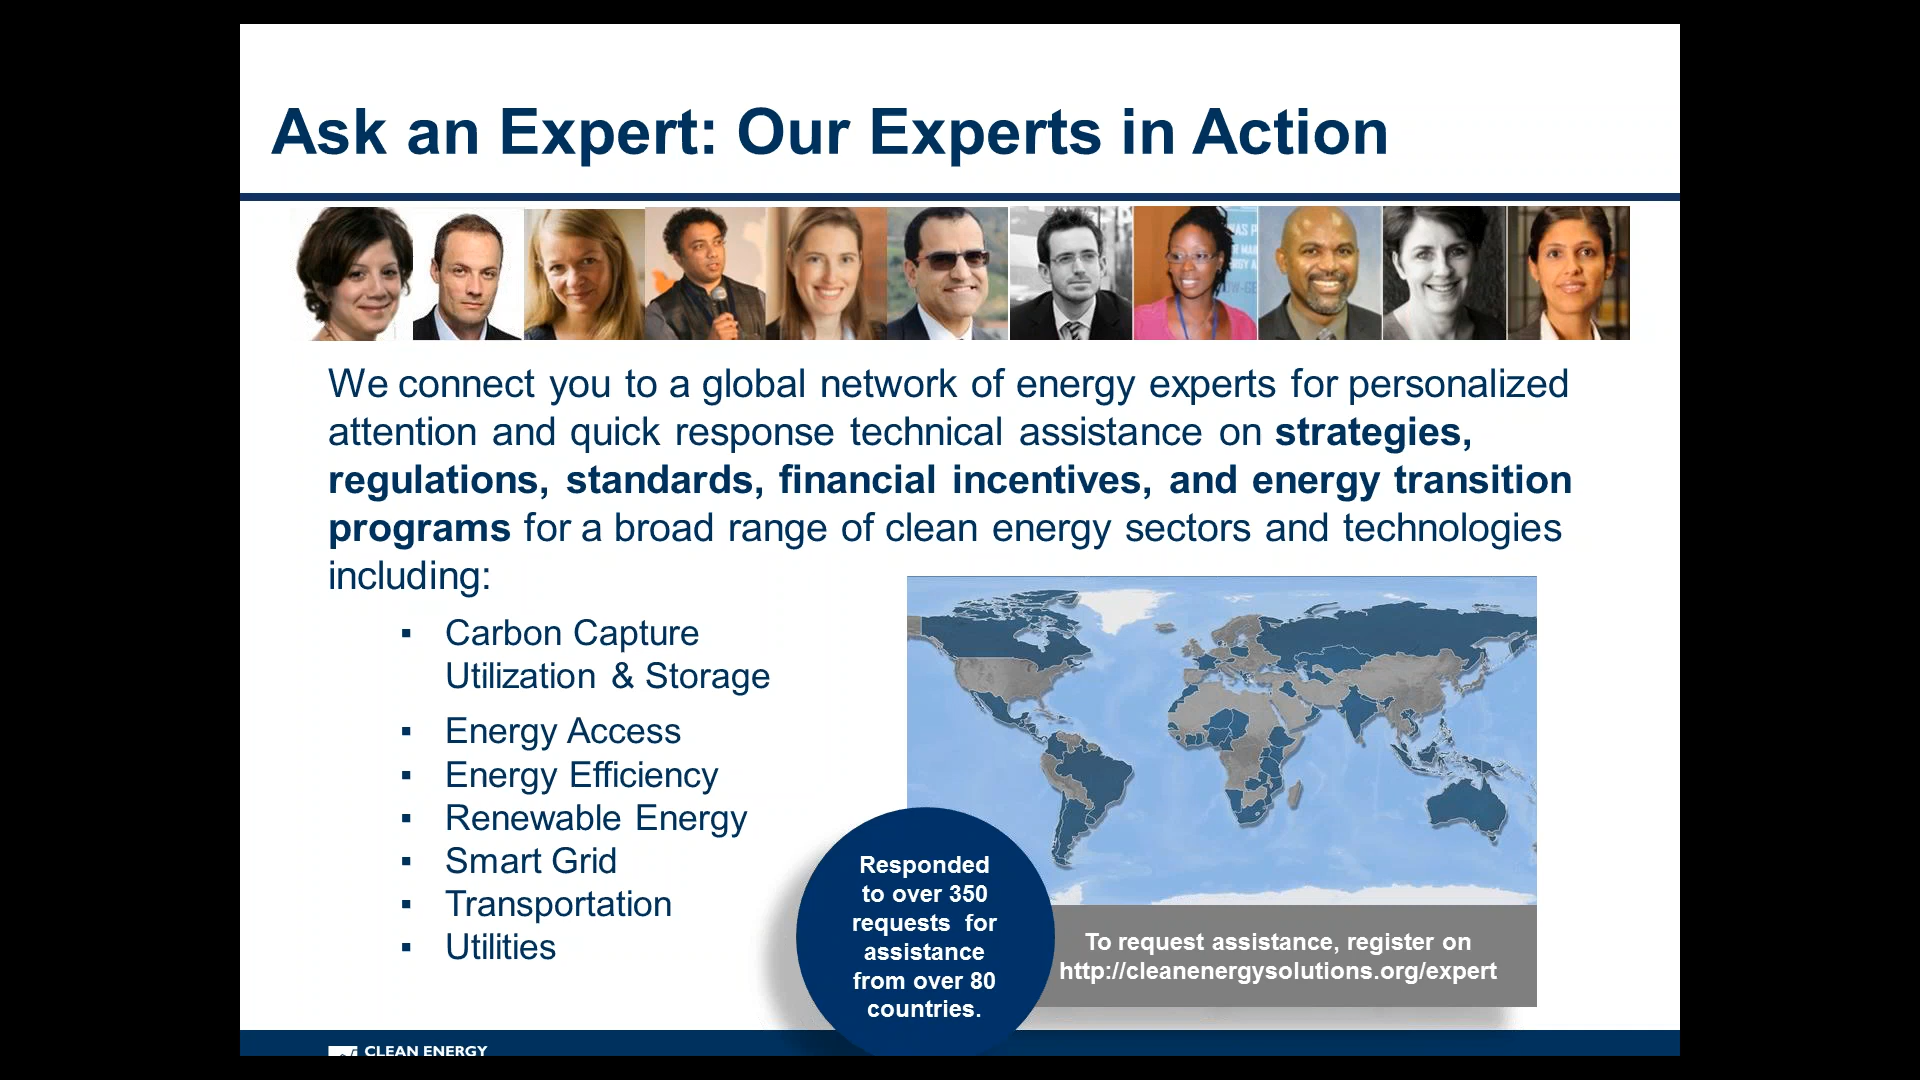 Ask an Expert: Our Experts in Action
We connect you to a global network of energy experts for personalized
attention and quick response technical assistance on strategies,
regulations, standards, financial incentives, and energy transition
programs for a broad range of clean energy sectors and technologies
including:
▪ Carbon Capture
Utilization & Storage
▪ Energy Access
▪ Energy Efficiency
▪ Renewable Energy
▪ Smart Grid
▪ Transportation
▪ Utilities
Responded
to over 350
requests for
assistance
from over 80
countries.
To request assistance, register on
http://cleanenergysolutions.org/expert
CLEAN ENERGY